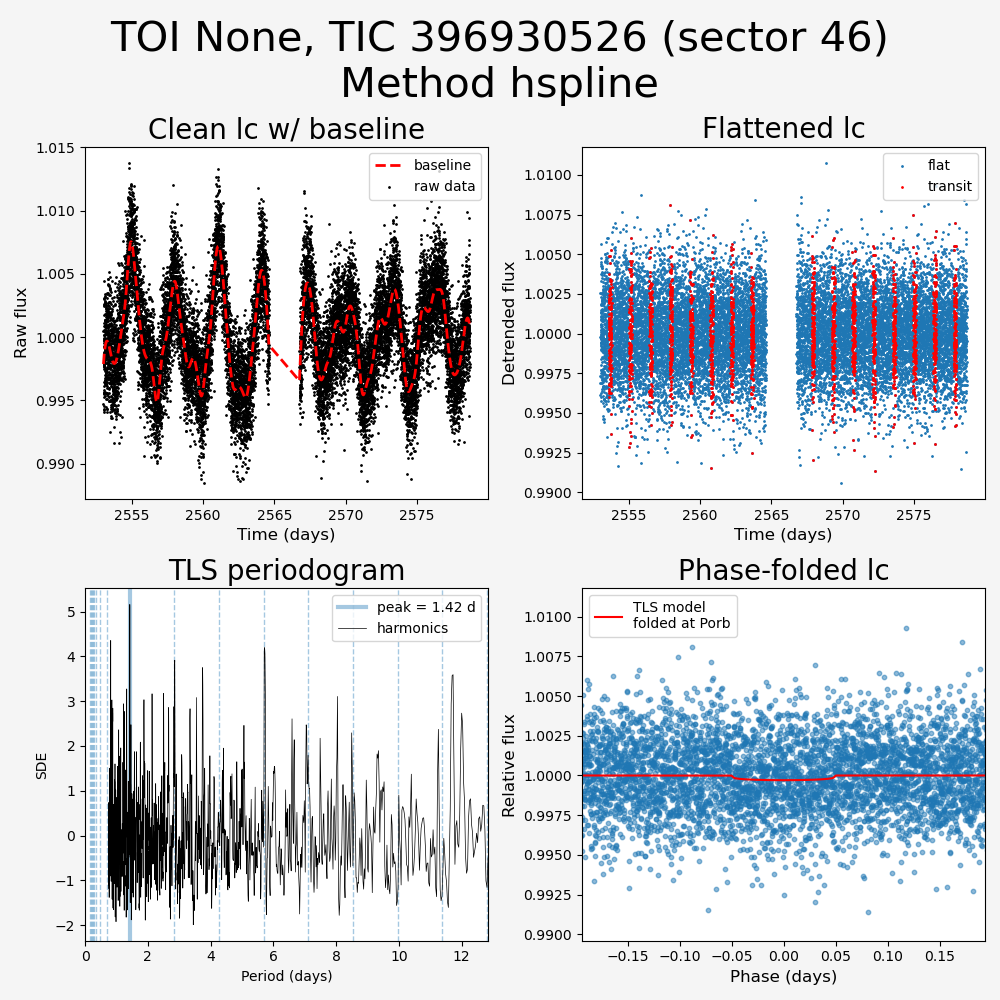 TOI None, TIC 396930526 (sector 46)
Method hspline
Clean lc w/ baseline
1.015
1.010
1.005
1.000
0.995
0.990
Raw flux
baseline
raw data
2555
2560
2565
2570
2575
Time (days)
Flattened lc
1.0100
1.0075
1.0050
1.0025
1.0000
0.9975
0.9950
0.9925
0.9900
Detrended flux
flat
transit
2555
2560
2565
2570
2575
Time (days)
TLS periodogram
5
4
3
2
1
0
−1
−2
SDE
peak = 1.42 d
harmonics
0
2
4
6
8
10
12
Period (days)
Phase-folded lc
1.0100
1.0075
1.0050
1.0025
1.0000
0.9975
0.9950
0.9925
0.9900
Relative flux
TLS model
folded at Porb
−0.15
−0.10
−0.05
0.00
0.05
0.10
0.15
Phase (days)